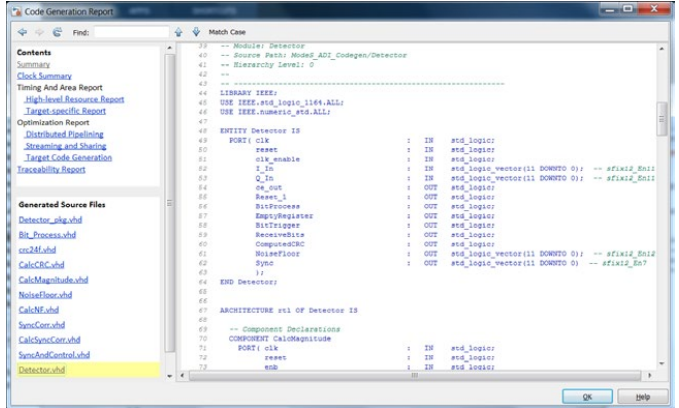 Code Generation Report
Find:
Match Case
Contents
Summary
Clock Summary
Timing And Area Report
High-level Resource Report
Target-specific Report
Optimization Report
Distributed Pipelining
Streaming and Sharing
Target Code Generation
Traceability Report
Generated Source Files
Detector_pkg.vhd
Bit_Process.vhd
crc24f.vhd
CalcCRC.vhd
CalcMagnitude.vhd
NoiseFloor.vhd
CalcNF.vhd
SyncCorr.vhd
CalcSyncCorr.vhd
SyncAndControl.vhd
Detector.vhd
39 -- Module: Detector
40 -- Source Path: ModeS_ADI_Codegen/Detector
41 -- Hierarchy Level: 0
42 --
43 -- -------------------------------------------------------------
44 LIBRARY IEEE;
45 USE IEEE.std_logic_1164.ALL;
46 USE IEEE.numeric_std.ALL;
47
48 ENTITY Detector IS
49 PORT( clk : IN std_logic;
50 reset : IN std_logic;
51 clk_enable : IN std_logic;
52 I_In : IN std_logic_vector(11 DOWNTO 0); -- sfix12_En11
53 Q_In : IN std_logic_vector(11 DOWNTO 0); -- sfix12_En11
54 ce_out : OUT std_logic;
55 Reset_1 : OUT std_logic;
56 BitProcess : OUT std_logic;
57 EmptyRegister : OUT std_logic;
58 BitTrigger : OUT std_logic;
59 ReceiveBits : OUT std_logic;
60 ComputedCRC : OUT std_logic;
61 NoiseFloor : OUT std_logic_vector(11 DOWNTO 0); -- sfix12_En12
62 Sync : OUT std_logic_vector(11 DOWNTO 0) -- sfix12_En7
63 );
64 END Detector;
65
66
67 ARCHITECTURE rtl OF Detector IS
68
69 -- Component Declarations
70 COMPONENT CalcMagnitude
71 PORT( clk : IN std_logic;
72 reset : IN std_logic;
73 enb : IN std_logic;
OK
Help